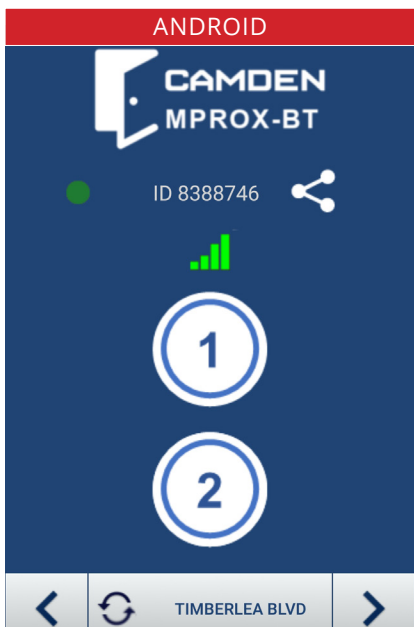 ANDROID
CAMDEN
MPROX-BT
ID 8388746
1
2
TIMBERLEA BLVD